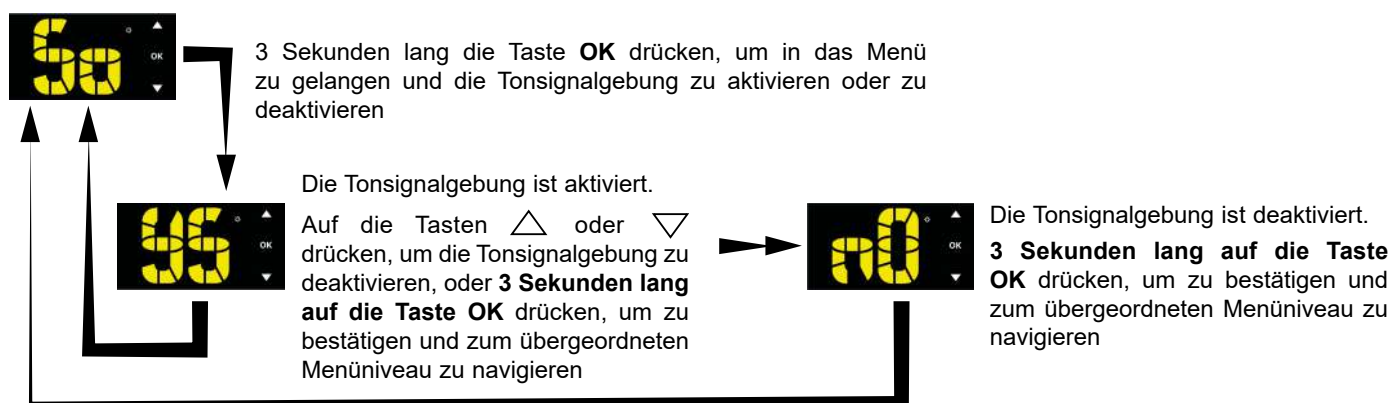 So
OK
3 Sekunden lang die Taste OK drücken, um in das Menü
zu gelangen und die Tonsignalgebung zu aktivieren oder zu
deaktivieren
YS
OK
Die Tonsignalgebung ist aktiviert.
Auf die Tasten △ oder ▽
drücken, um die Tonsignalgebung zu
deaktivieren, oder 3 Sekunden lang
auf die Taste OK drücken, um zu
bestätigen und zum übergeordneten
Menüniveau zu navigieren
nO
OK
Die Tonsignalgebung ist deaktiviert.
3 Sekunden lang auf die Taste
OK drücken, um zu bestätigen und
zum übergeordneten Menüniveau zu
navigieren